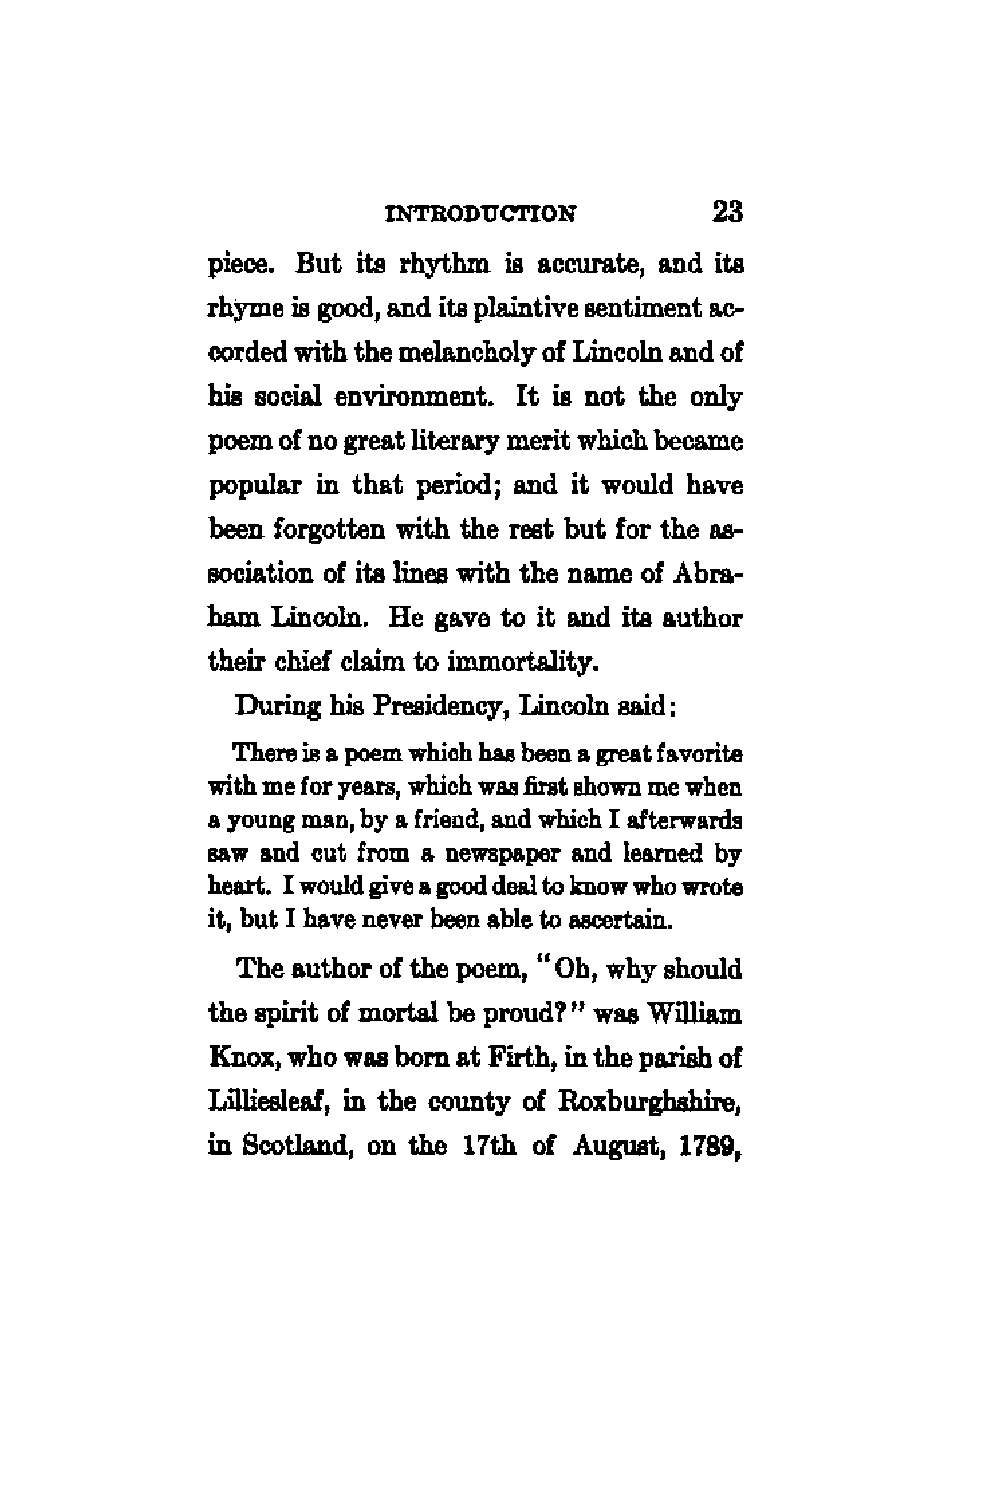 INTRODUCTION 23
piece. But its rhythm is accurate, and its
rhyme is good, and its plaintive sentiment ac-
corded with the melancholy of Lincoln and of
his social environment. It is not the only
poem of no great literary merit which became
popular in that period; and it would have
been forgotten with the rest but for the as-
sociation of its lines with the name of Abra-
ham Lincoln. He gave to it and its author
their chief claim to immortality.
During his Presidency, Lincoln said:
There is a poem which has been a great favorite
with me for years, which was first shown me when
a young man, by a friend, and which I afterwards
saw and cut from a newspaper and learned by
heart. I would give a good deal to know who wrote
it, but I have never been able to ascertain.
The author of the poem, "Oh, why should
the spirit of mortal be proud?" was William
Knox, who was born at Firth, in the parish of
Lilliesleaf, in the county of Roxburghshire,
in Scotland, on the 17th of August, 1789,